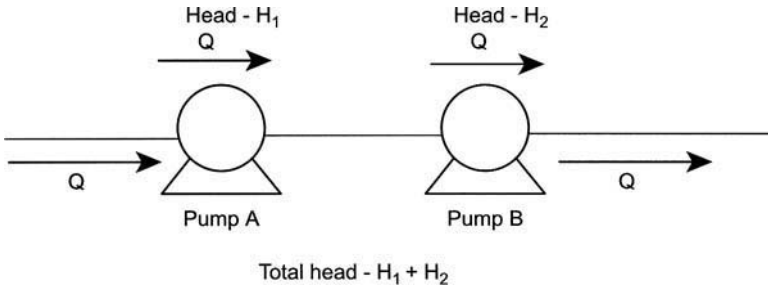 Head - H₁
Head - H₂
Q
Q
Q
Q
Pump A
Pump B
Total head - H₁ + H₂